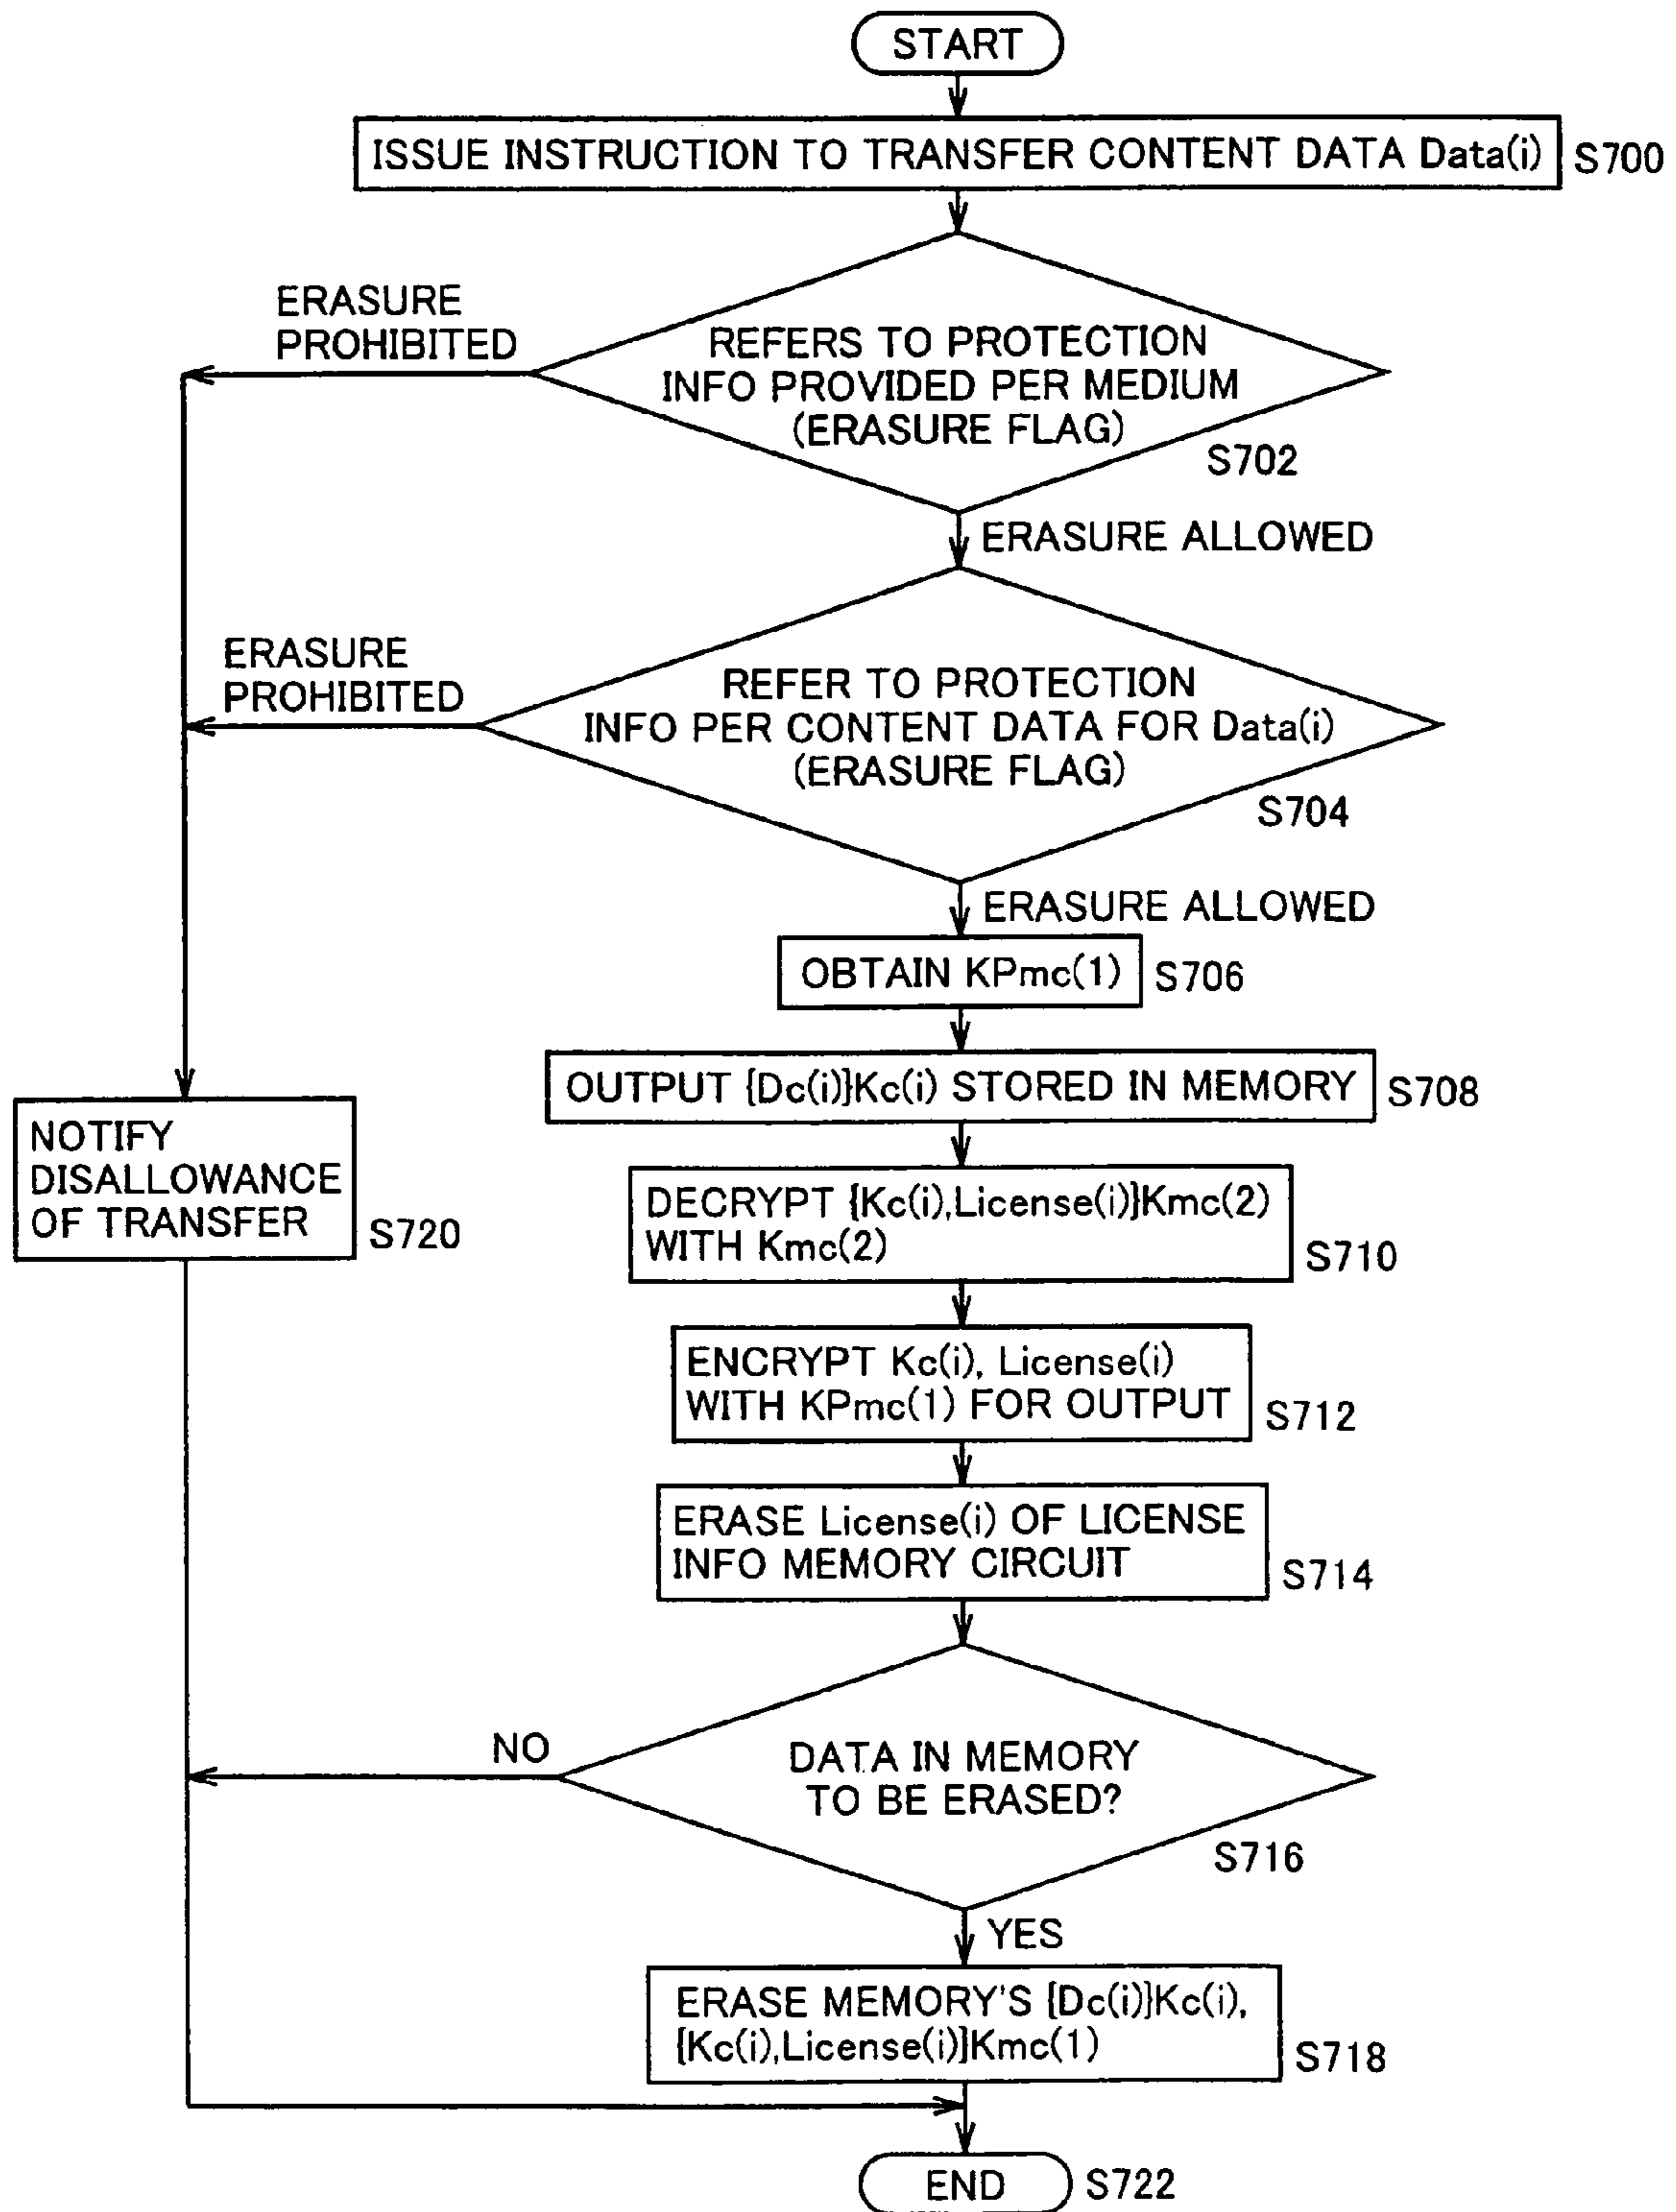 START
ISSUE INSTRUCTION TO TRANSFER CONTENT DATA Data(i) S700
ERASURE
PROHIBITED
REFERS TO PROTECTION
INFO PROVIDED PER MEDIUM
(ERASURE FLAG)
S702
ERASURE ALLOWED
ERASURE
PROHIBITED
REFER TO PROTECTION
INFO PER CONTENT DATA FOR Data(i)
(ERASURE FLAG)
S704
ERASURE ALLOWED
OBTAIN KPmc(1) S706
OUTPUT {Dc(i)}Kc(i) STORED IN MEMORY S708
NOTIFY
DISALLOWANCE
OF TRANSFER
S720
DECRYPT {Kc(i),License(i)}Kmc(2)
WITH Kmc(2)
S710
ENCRYPT Kc(i), License(i)
WITH KPmc(1) FOR OUTPUT
S712
ERASE License(i) OF LICENSE
INFO MEMORY CIRCUIT
S714
NO
DATA IN MEMORY
TO BE ERASED?
S716
YES
ERASE MEMORY'S {Dc(i)}Kc(i),
{Kc(i),License(i)}Kmc(1)
S718
END S722